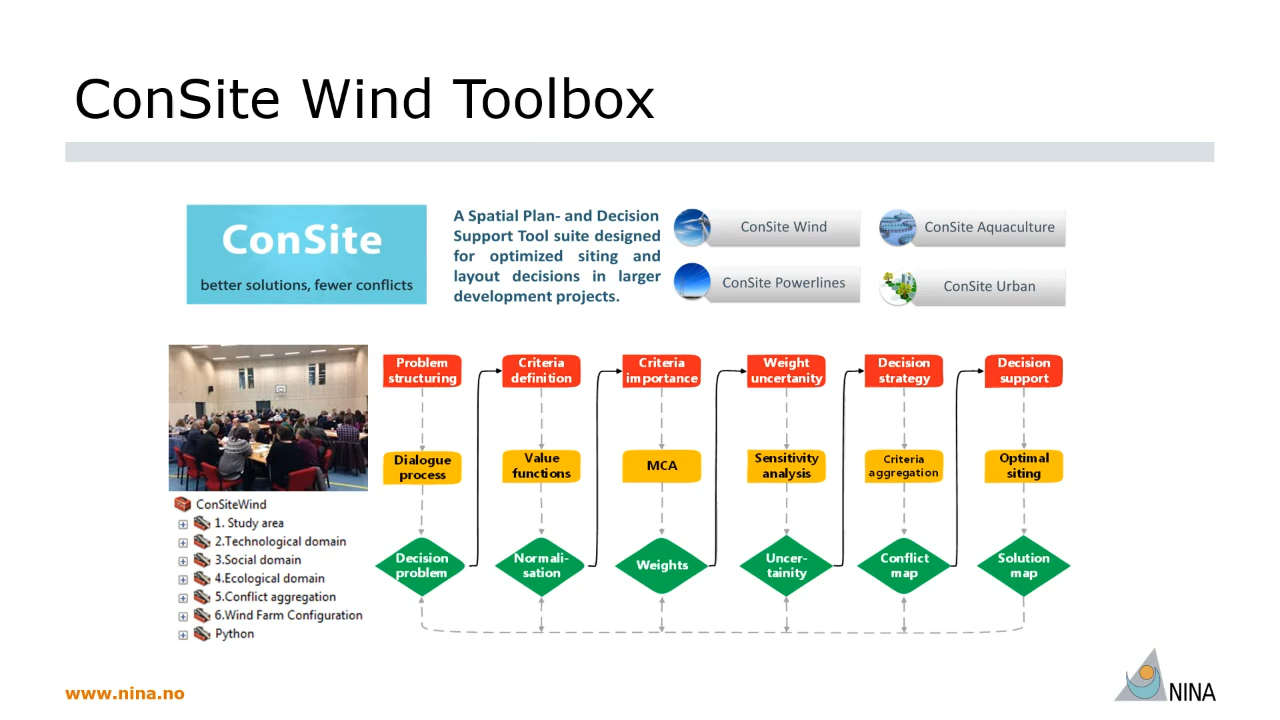 ConSite Wind Toolbox
ConSite
better solutions, fewer conflicts
A Spatial Plan- and Decision
Support Tool suite designed
for optimized siting and
layout decisions in larger
development projects.
ConSite Wind
ConSite Aquaculture
ConSite Powerlines
ConSite Urban
Problem
structuring
Criteria
definition
Criteria
importance
Weight
uncertanity
Decision
strategy
Decision
support
Dialogue
process
Value
functions
MCA
Sensitivity
analysis
Criteria
aggregation
Optimal
siting
Decision
problem
Normali-
sation
Weights
Uncer-
tainity
Conflict
map
Solution
map
ConSiteWind
1. Study area
2.Technological domain
3.Social domain
4.Ecological domain
5.Conflict aggregation
6.Wind Farm Configuration
Python
www.nina.no
NINA